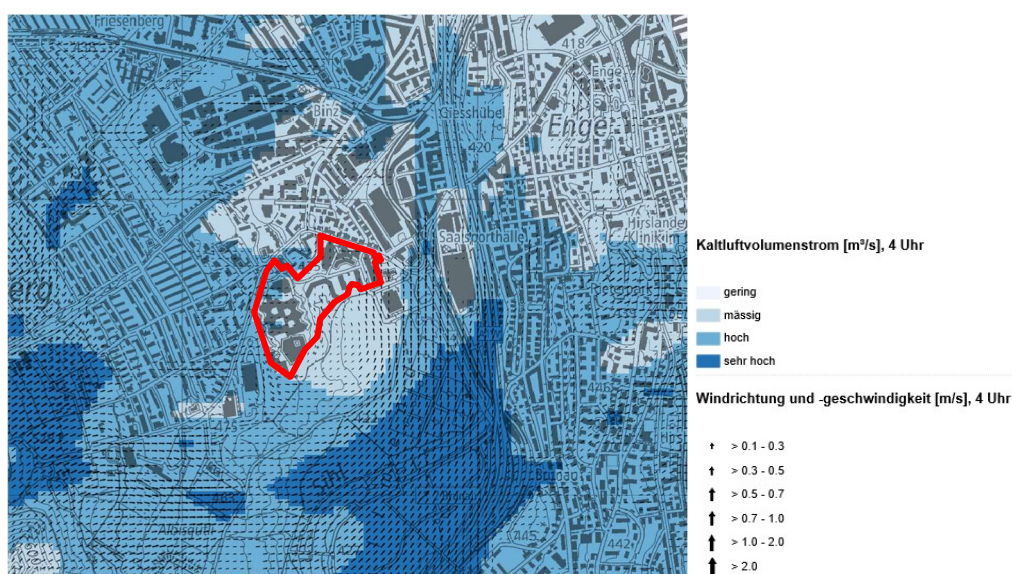 Friesenberg
418
Enge
Binz
Giesshübel
Enge
420
Saalsporthalle
Kaltluftvolumenstrom [m³/s], 4 Uhr
gering
mässig
hoch
sehr hoch
Windrichtung und -geschwindigkeit [m/s], 4 Uhr
> 0.1 - 0.3
> 0.3 - 0.5
> 0.5 - 0.7
> 0.7 - 1.0
> 1.0 - 2.0
> 2.0
445
442